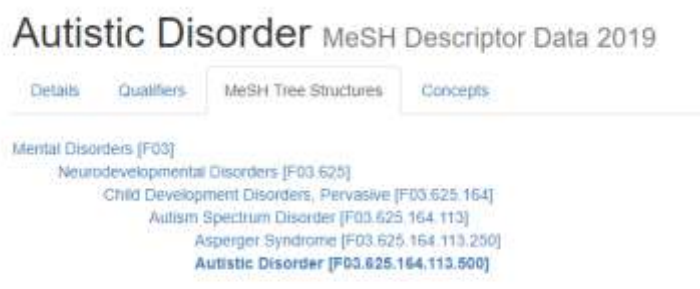 Autistic Disorder MeSH Descriptor Data 2019
Details Qualifiers MeSH Tree Structures Concepts
Mental Disorders [F03]
Neurodevelopmental Disorders [F03.625]
Child Development Disorders, Pervasive [F03.625.164]
Autism Spectrum Disorder [F03.625.164.113]
Asperger Syndrome [F03.625.164.113.250]
Autistic Disorder [F03.625.164.113.500]